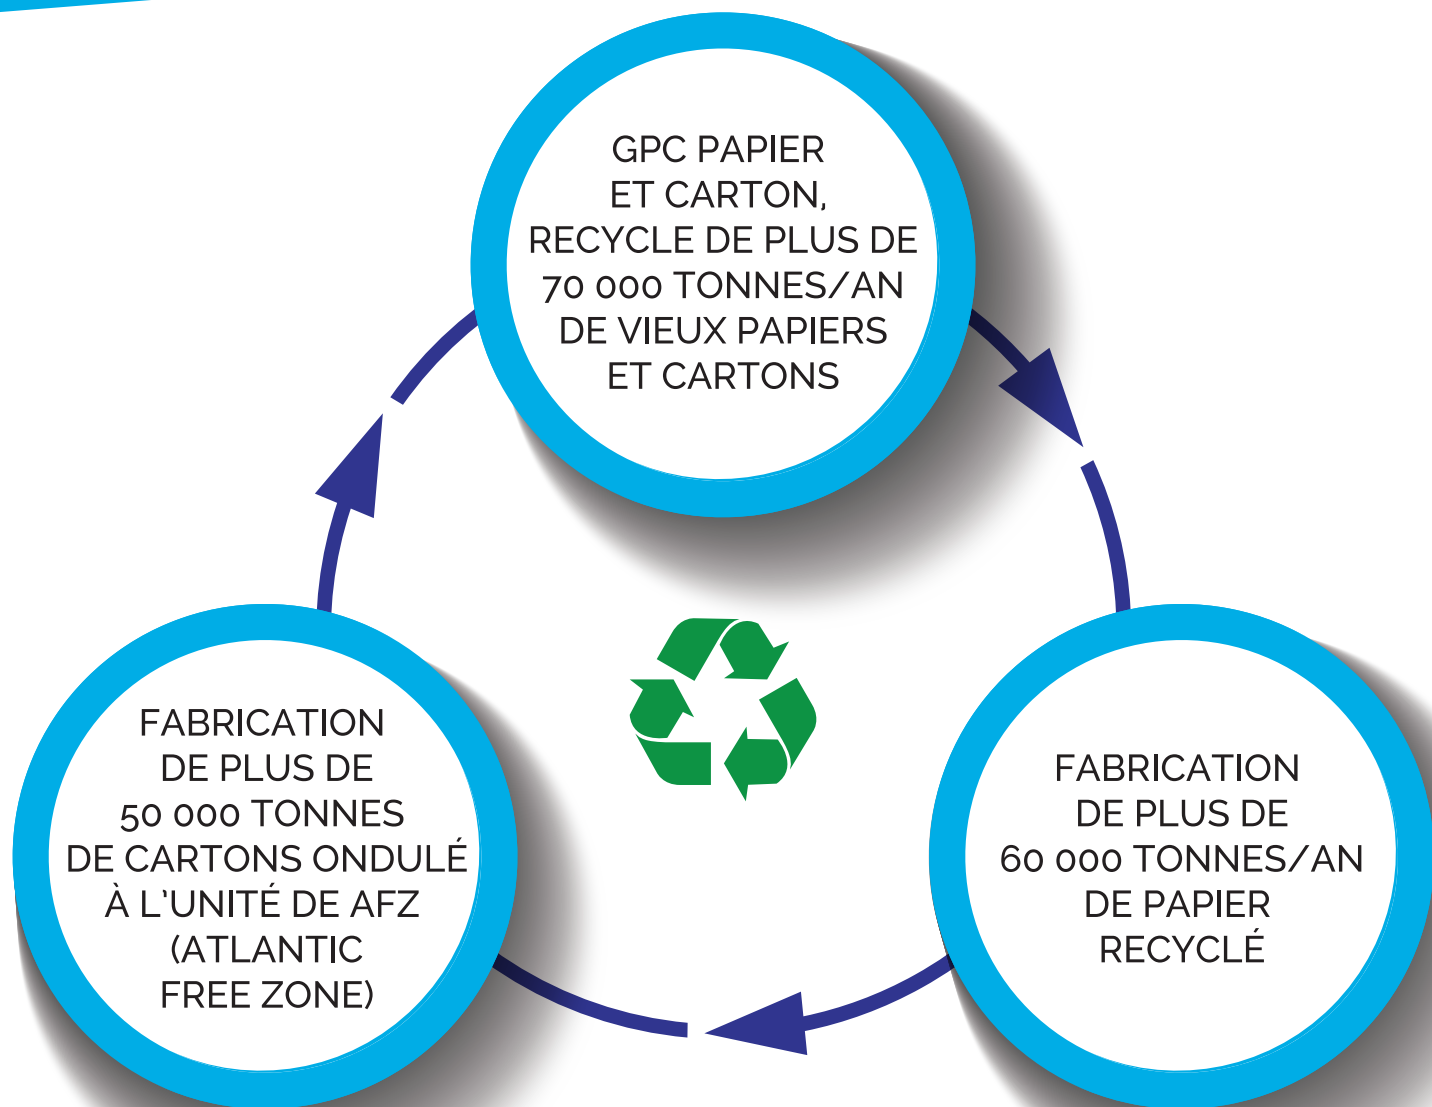 GPC PAPIER
ET CARTON,
RECYCLE DE PLUS DE
70 000 TONNES/AN
DE VIEUX PAPIERS
ET CARTONS
FABRICATION
DE PLUS DE
60 000 TONNES/AN
DE PAPIER
RECYCLÉ
FABRICATION
DE PLUS DE
50 000 TONNES
DE CARTONS ONDULÉ
À L'UNITÉ DE AFZ
(ATLANTIC
FREE ZONE)